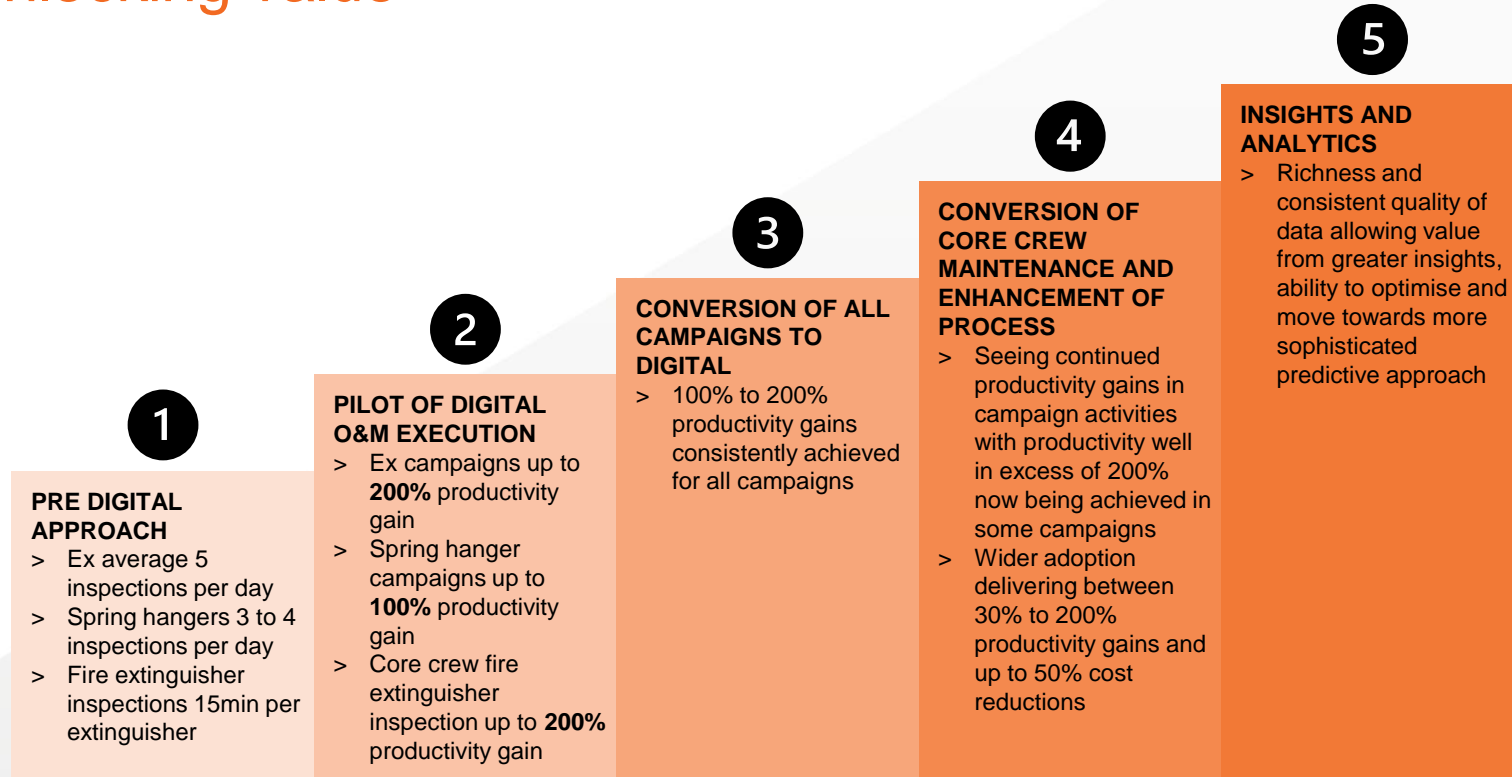 nlocking value
1
PRE DIGITAL
APPROACH
> Ex average 5
inspections per day
> Spring hangers 3 to 4
inspections per day
> Fire extinguisher
inspections 15min per
extinguisher
2
PILOT OF DIGITAL
O&M EXECUTION
> Ex campaigns up to
200% productivity
gain
> Spring hanger
campaigns up to
100% productivity
gain
> Core crew fire
extinguisher
inspection up to 200%
productivity gain
3
CONVERSION OF ALL
CAMPAIGNS TO
DIGITAL
> 100% to 200%
productivity gains
consistently achieved
for all campaigns
4
CONVERSION OF
CORE CREW
MAINTENANCE AND
ENHANCEMENT OF
PROCESS
> Seeing continued
productivity gains in
campaign activities
with productivity well
in excess of 200%
now being achieved in
some campaigns
> Wider adoption
delivering between
30% to 200%
productivity gains and
up to 50% cost
reductions
5
INSIGHTS AND
ANALYTICS
> Richness and
consistent quality of
data allowing value
from greater insights,
ability to optimise and
move towards more
sophisticated
predictive approach